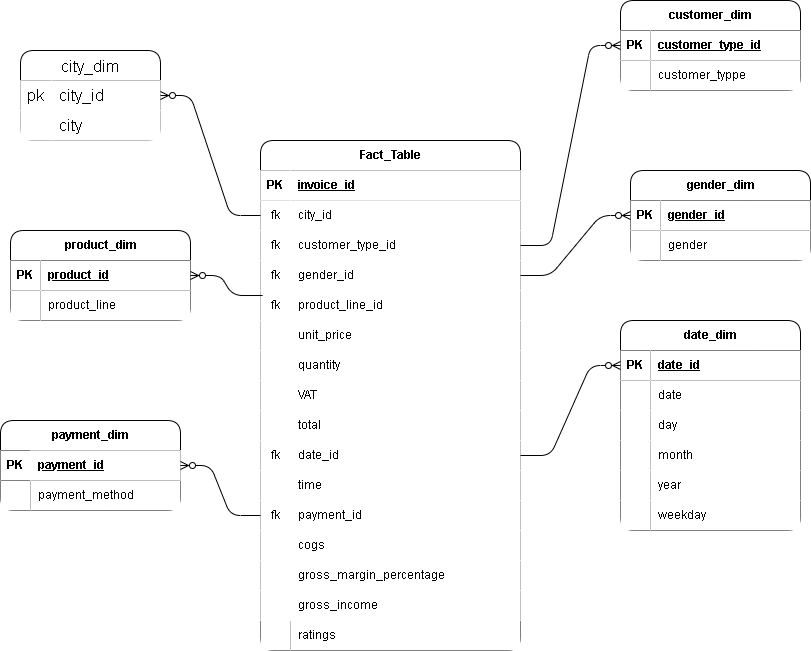 customer_dim
PK customer_type_id
customer_typpe
city_dim
pk city_id
city
Fact_Table
PK invoice_id
fk city_id
fk customer_type_id
fk gender_id
fk product_line_id
unit_price
quantity
VAT
total
fk date_id
time
fk payment_id
cogs
gross_margin_percentage
gross_income
ratings
gender_dim
PK gender_id
gender
product_dim
PK product_id
product_line
date_dim
PK date_id
date
day
month
year
weekday
payment_dim
PK payment_id
payment_method